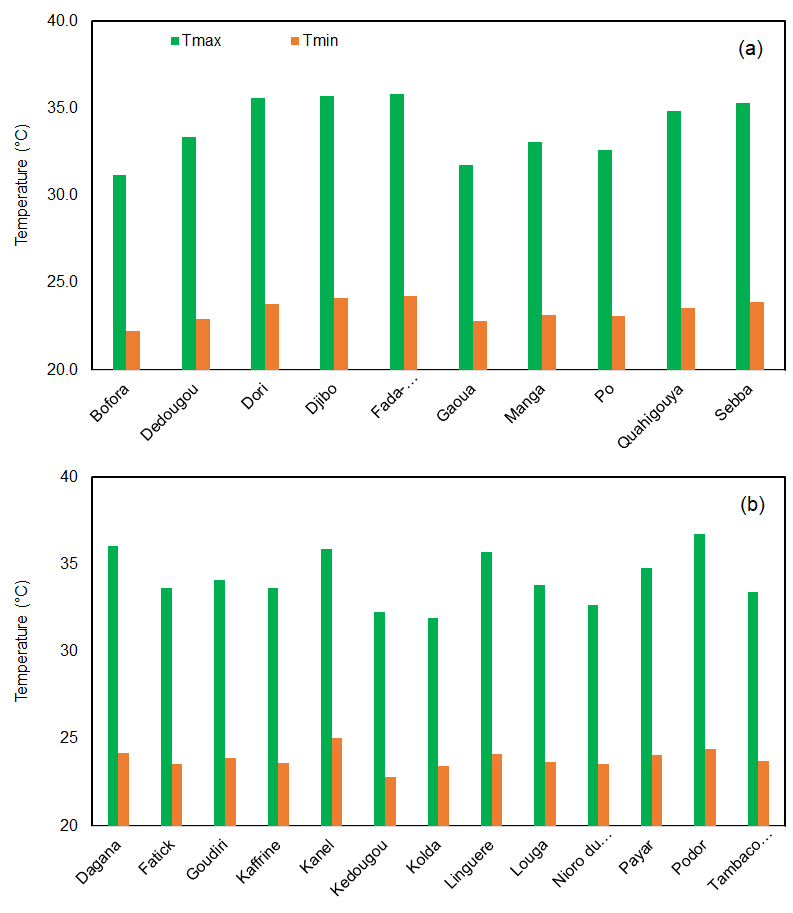 40.0
Tmax Tmin (a)
35.0
30.0
25.0
20.0
Temperature (°C)
Bofora Dedougou Dori Djibo Fada-... Gaoua Manga Po Quahigouya Sebba
40
(b)
35
30
25
20
Temperature (°C)
Dagana Fatick Goudiri Kaffrine Kanel Kedougou Kolda Linguere Louga Nioro du... Payar Podor Tambaco...